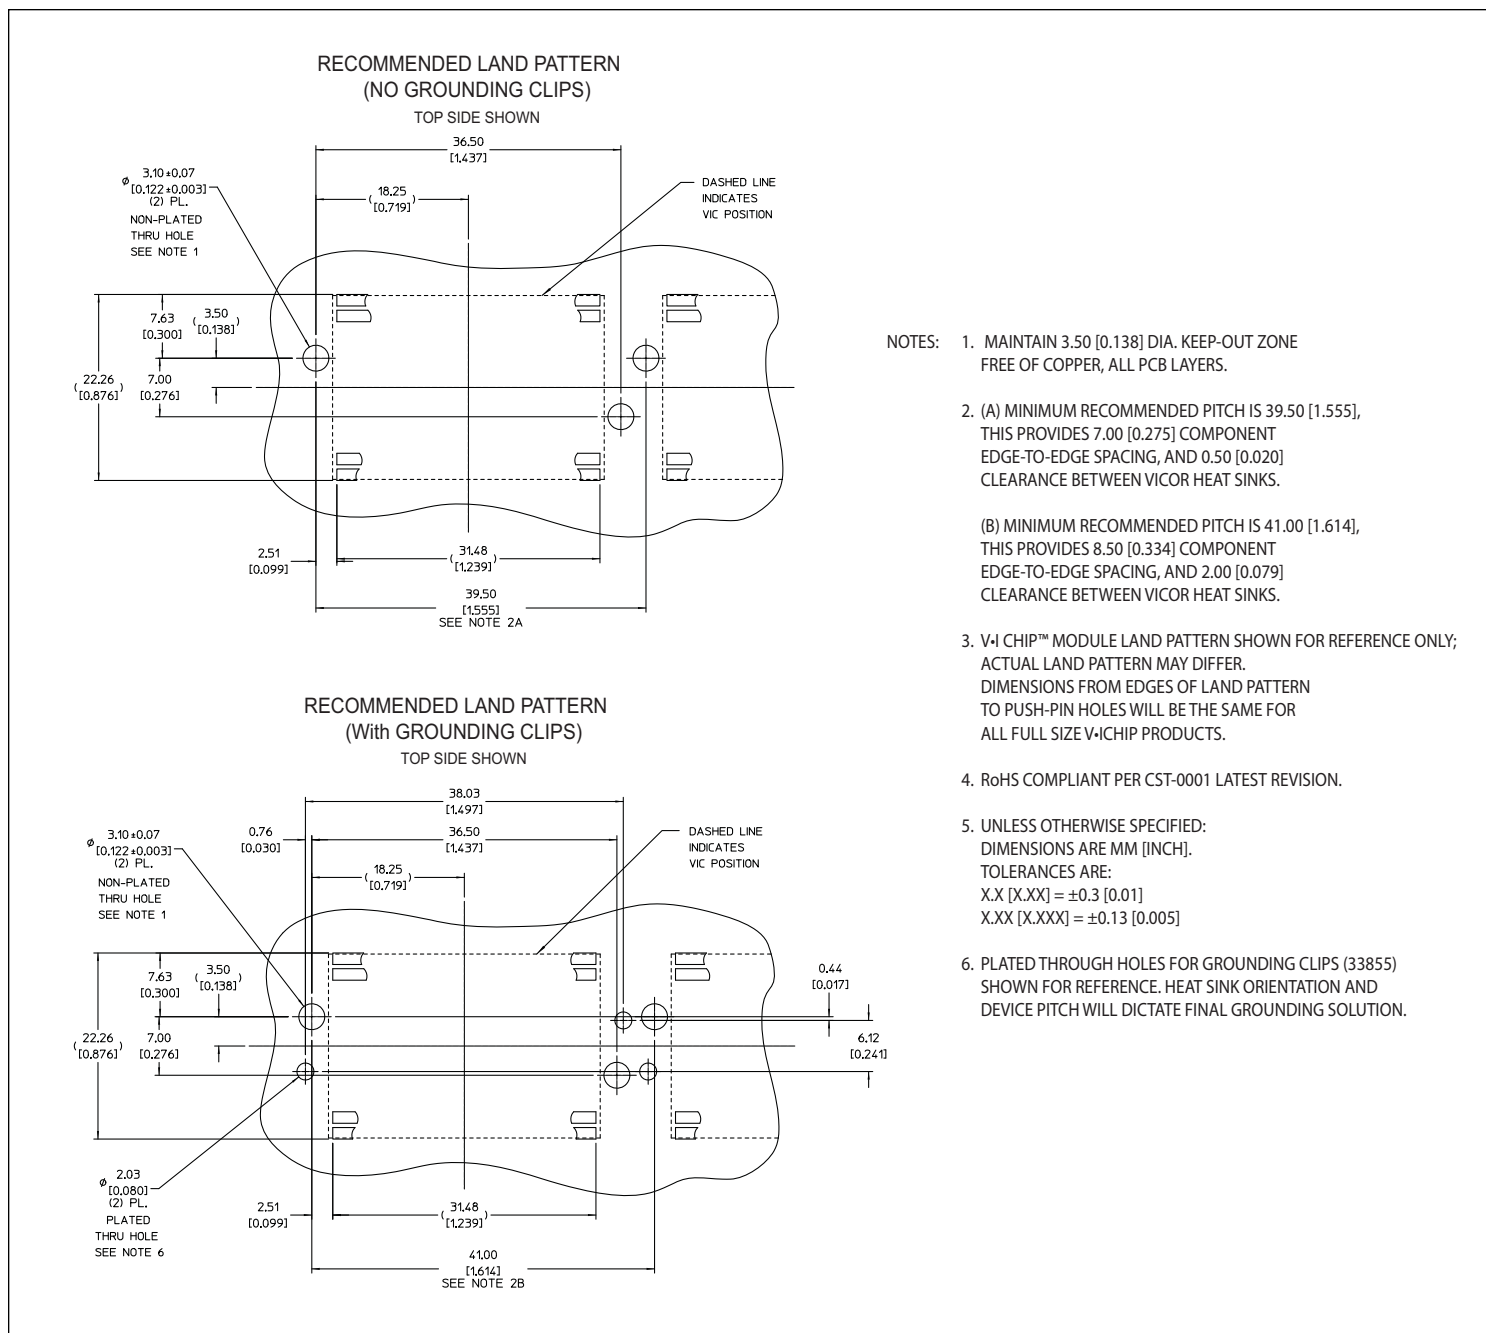 RECOMMENDED LAND PATTERN
(NO GROUNDING CLIPS)
TOP SIDE SHOWN
36.50
[1.437]
ø 3.10±0.07
[0.122±0.003]
(2) PL.
NON-PLATED
THRU HOLE
SEE NOTE 1
(18.25)
[0.719]
DASHED LINE
INDICATES
VIC POSITION
7.63
[0.300]
(3.50)
[0.138]
(22.26)
[0.876]
7.00
[0.276]
2.51
[0.099]
(31.48)
[1.239]
39.50
[1.555]
SEE NOTE 2A
RECOMMENDED LAND PATTERN
(With GROUNDING CLIPS)
TOP SIDE SHOWN
38.03
[1.497]
ø 3.10±0.07
[0.122±0.003]
(2) PL.
NON-PLATED
THRU HOLE
SEE NOTE 1
0.76
[0.030]
36.50
[1.437]
(18.25)
[0.719]
DASHED LINE
INDICATES
VIC POSITION
7.63
[0.300]
(3.50)
[0.138]
0.44
[0.017]
(22.26)
[0.876]
7.00
[0.276]
6.12
[0.241]
ø 2.03
[0.080]
(2) PL.
PLATED
THRU HOLE
SEE NOTE 6
2.51
[0.099]
(31.48)
[1.239]
41.00
[1.614]
SEE NOTE 2B
NOTES: 1. MAINTAIN 3.50 [0.138] DIA. KEEP-OUT ZONE
FREE OF COPPER, ALL PCB LAYERS.
2. (A) MINIMUM RECOMMENDED PITCH IS 39.50 [1.555],
THIS PROVIDES 7.00 [0.275] COMPONENT
EDGE-TO-EDGE SPACING, AND 0.50 [0.020]
CLEARANCE BETWEEN VICOR HEAT SINKS.
(B) MINIMUM RECOMMENDED PITCH IS 41.00 [1.614],
THIS PROVIDES 8.50 [0.334] COMPONENT
EDGE-TO-EDGE SPACING, AND 2.00 [0.079]
CLEARANCE BETWEEN VICOR HEAT SINKS.
3. V•I CHIP™ MODULE LAND PATTERN SHOWN FOR REFERENCE ONLY;
ACTUAL LAND PATTERN MAY DIFFER.
DIMENSIONS FROM EDGES OF LAND PATTERN
TO PUSH-PIN HOLES WILL BE THE SAME FOR
ALL FULL SIZE V•ICHIP PRODUCTS.
4. RoHS COMPLIANT PER CST-0001 LATEST REVISION.
5. UNLESS OTHERWISE SPECIFIED:
DIMENSIONS ARE MM [INCH].
TOLERANCES ARE:
X.X [X.XX] = ±0.3 [0.01]
X.XX [X.XXX] = ±0.13 [0.005]
6. PLATED THROUGH HOLES FOR GROUNDING CLIPS (33855)
SHOWN FOR REFERENCE. HEAT SINK ORIENTATION AND
DEVICE PITCH WILL DICTATE FINAL GROUNDING SOLUTION.